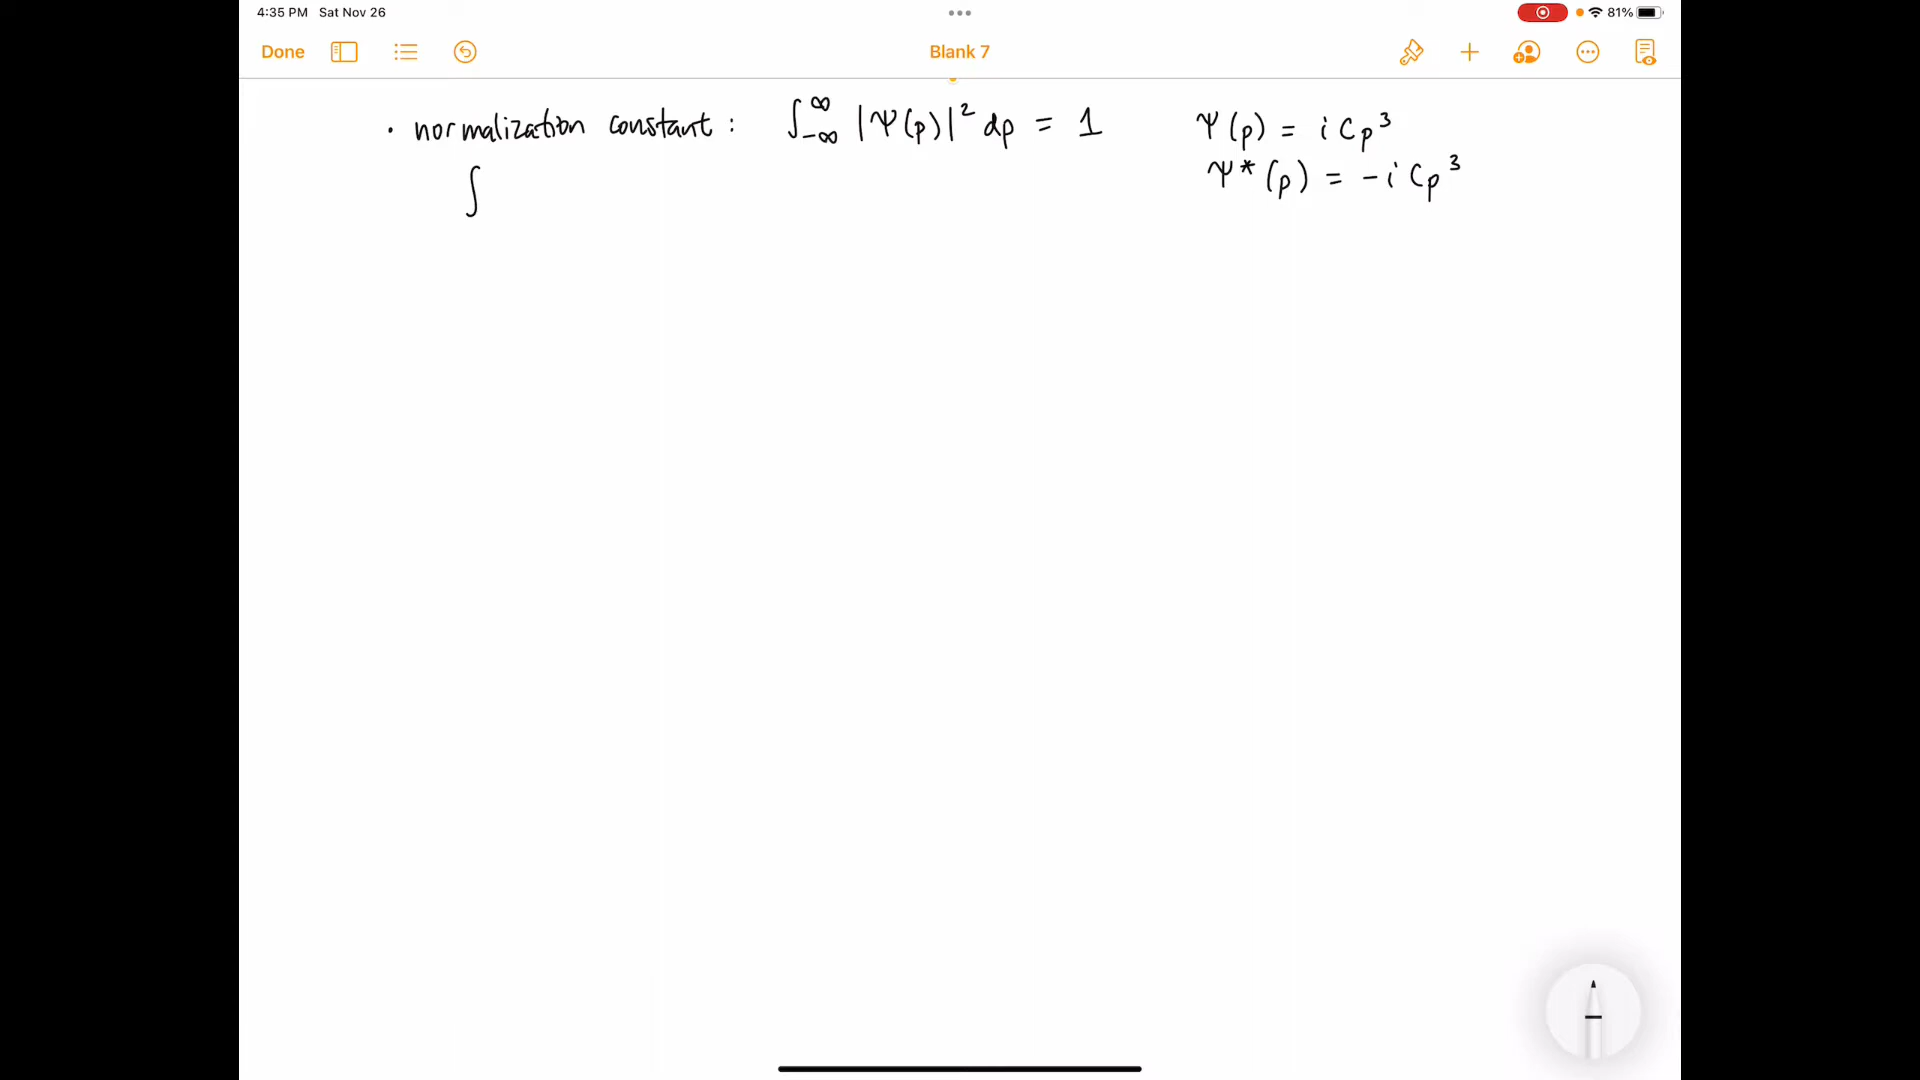 4:35 PM Sat Nov 26
81%
Done
Blank 7
· normalization constant : ∫_{-∞}^{∞} |Ψ(p)|² dp = 1
Ψ(p) = i C p³
Ψ*(p) = -i C p³
∫